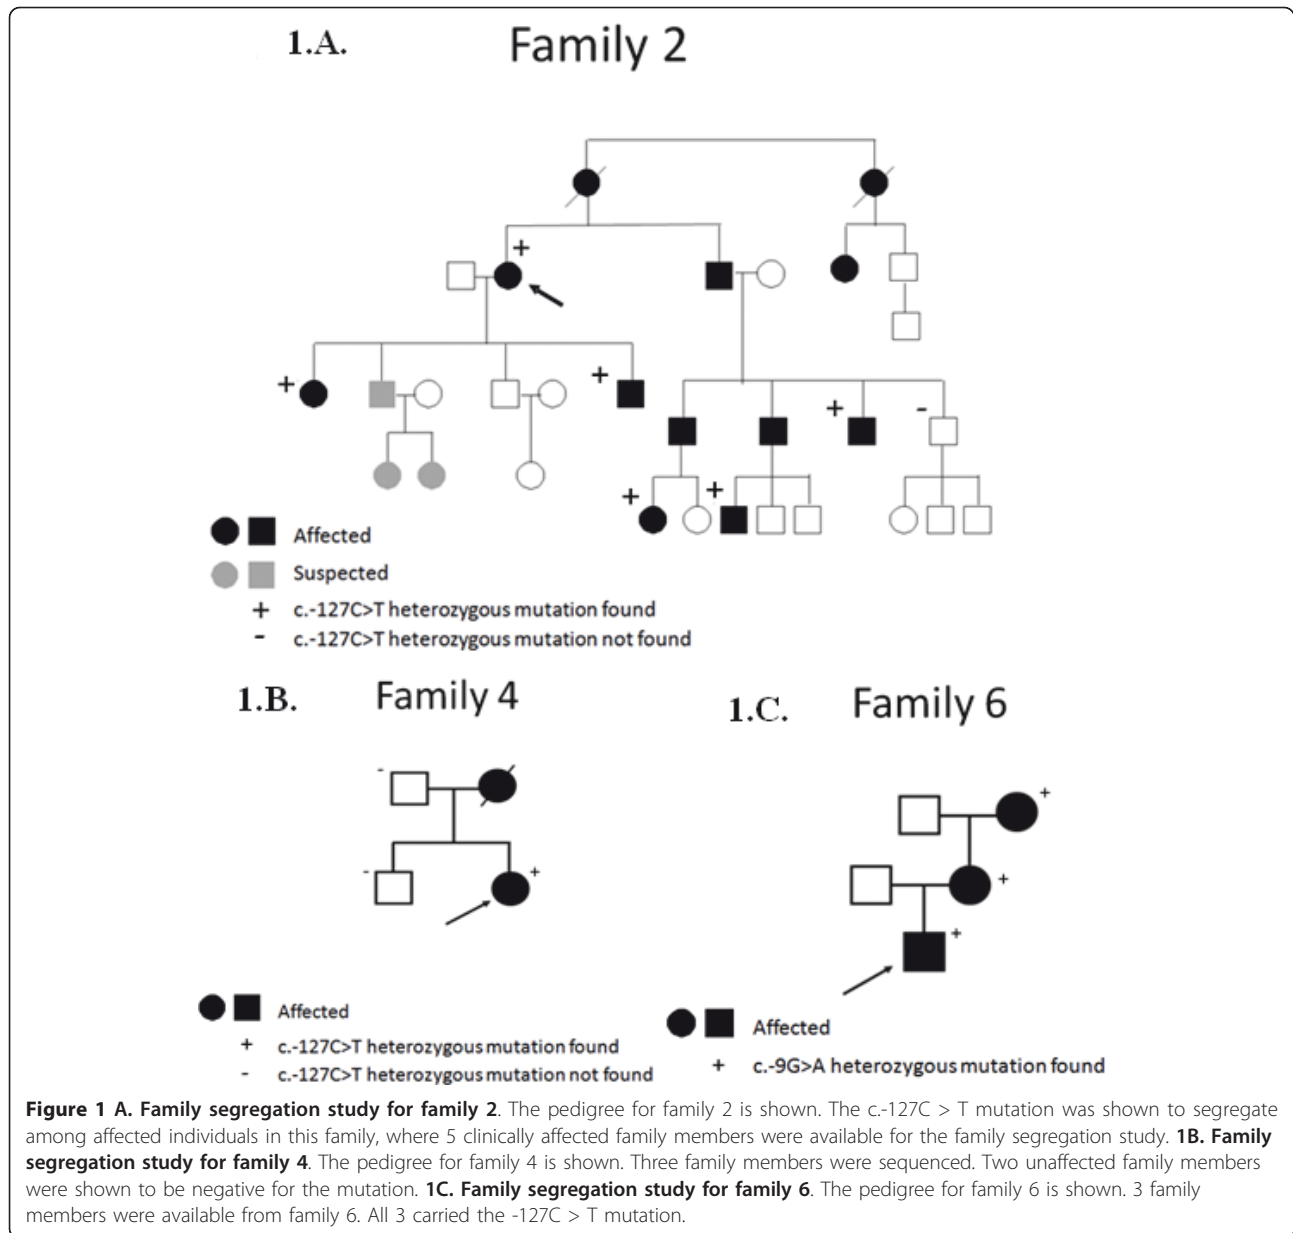 1.A. Family 2
+
+
+
+
-
+
+
Affected
Suspected
+ c.-127C>T heterozygous mutation found
- c.-127C>T heterozygous mutation not found
1.B. Family 4
1.C. Family 6
-
+
-
+
+
+
Affected
+ c.-127C>T heterozygous mutation found
- c.-127C>T heterozygous mutation not found
Affected
+ c.-9G>A heterozygous mutation found
Figure 1 A. Family segregation study for family 2. The pedigree for family 2 is shown. The c.-127C > T mutation was shown to segregate
among affected individuals in this family, where 5 clinically affected family members were available for the family segregation study. 1B. Family
segregation study for family 4. The pedigree for family 4 is shown. Three family members were sequenced. Two unaffected family members
were shown to be negative for the mutation. 1C. Family segregation study for family 6. The pedigree for family 6 is shown. 3 family
members were available from family 6. All 3 carried the -127C > T mutation.